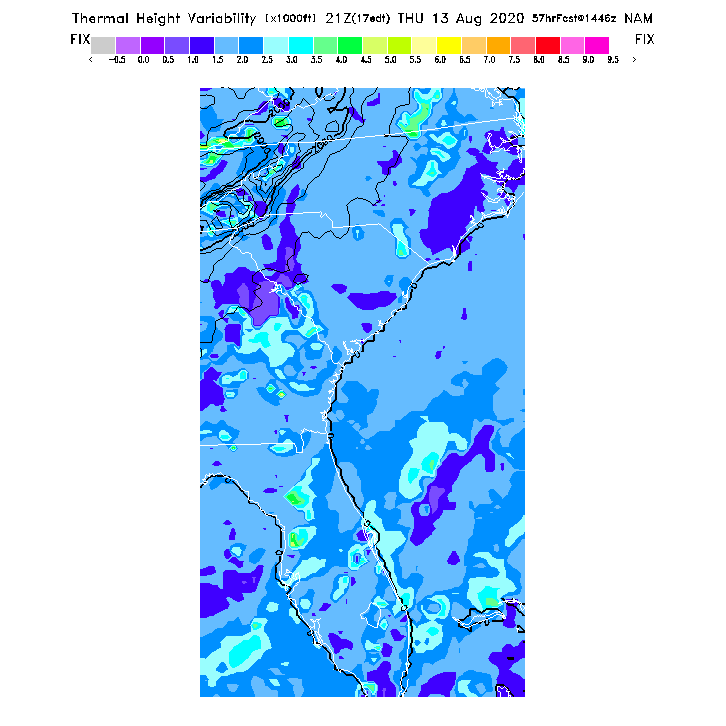 Thermal Height Variability [x1000ft] 21Z(17edt) THU 13 Aug 2020 57hrFcst@1446z NAM
FIX FIX
< -0.5 0.0 0.5 1.0 1.5 2.0 2.5 3.0 3.5 4.0 4.5 5.0 5.5 6.0 6.5 7.0 7.5 8.0 8.5 9.0 9.5 >